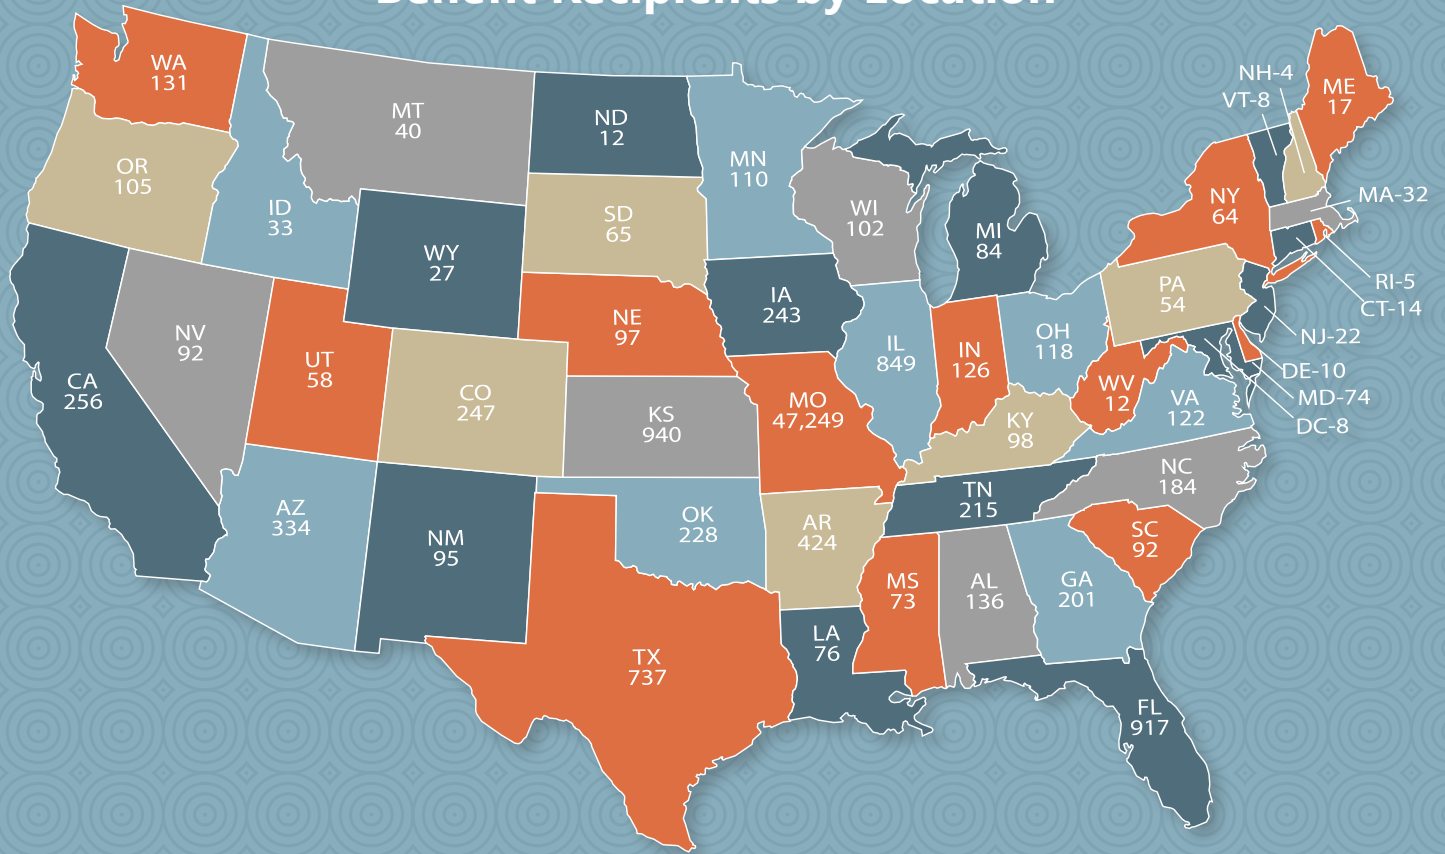 Benefit Recipients by Location
WA
131
MT
40
ND
12
MN
110
NH-4
VT-8
ME
17
OR
105
ID
33
WY
27
SD
65
WI
102
MI
84
NY
64
MA-32
RI-5
CT-14
NJ-22
DE-10
MD-74
DC-8
NV
92
UT
58
CO
247
NE
97
IA
243
IL
849
IN
126
OH
118
PA
54
WV
12
VA
122
CA
256
KS
940
MO
47,249
KY
98
NC
184
TN
215
AZ
334
NM
95
OK
228
AR
424
SC
92
MS
73
AL
136
GA
201
LA
76
TX
737
FL
917